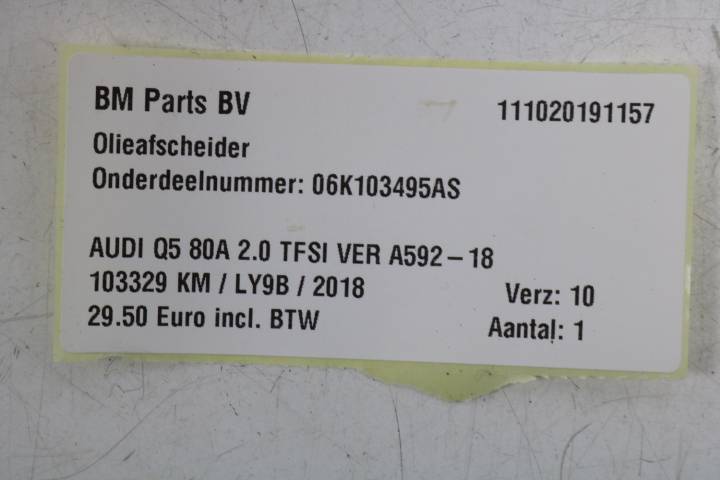 BM Parts BV 111020191157
Olieafscheider
Onderdeelnummer: 06K103495AS
AUDI Q5 80A 2.0 TFSI VER A592-18
103329 KM / LY9B / 2018 Verz: 10
29.50 Euro incl. BTW Aantal: 1